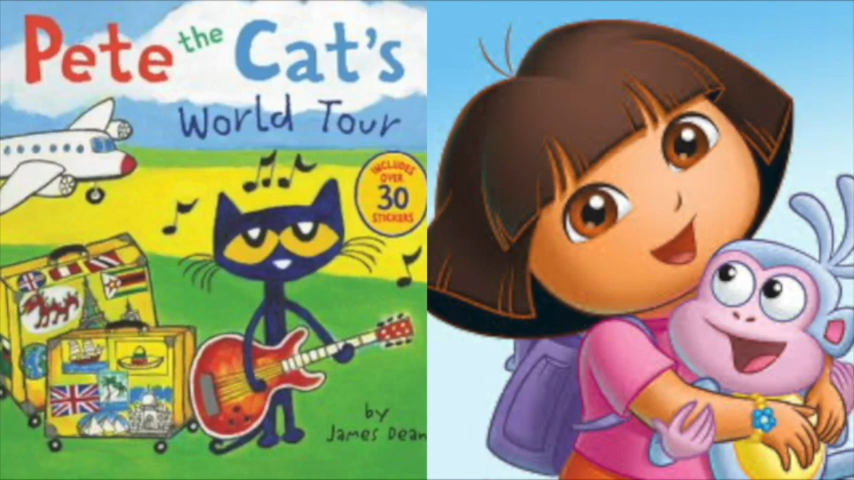 Pete the Cat's
World Tour
INCLUDES
OVER
30
STICKERS
by
James Dean